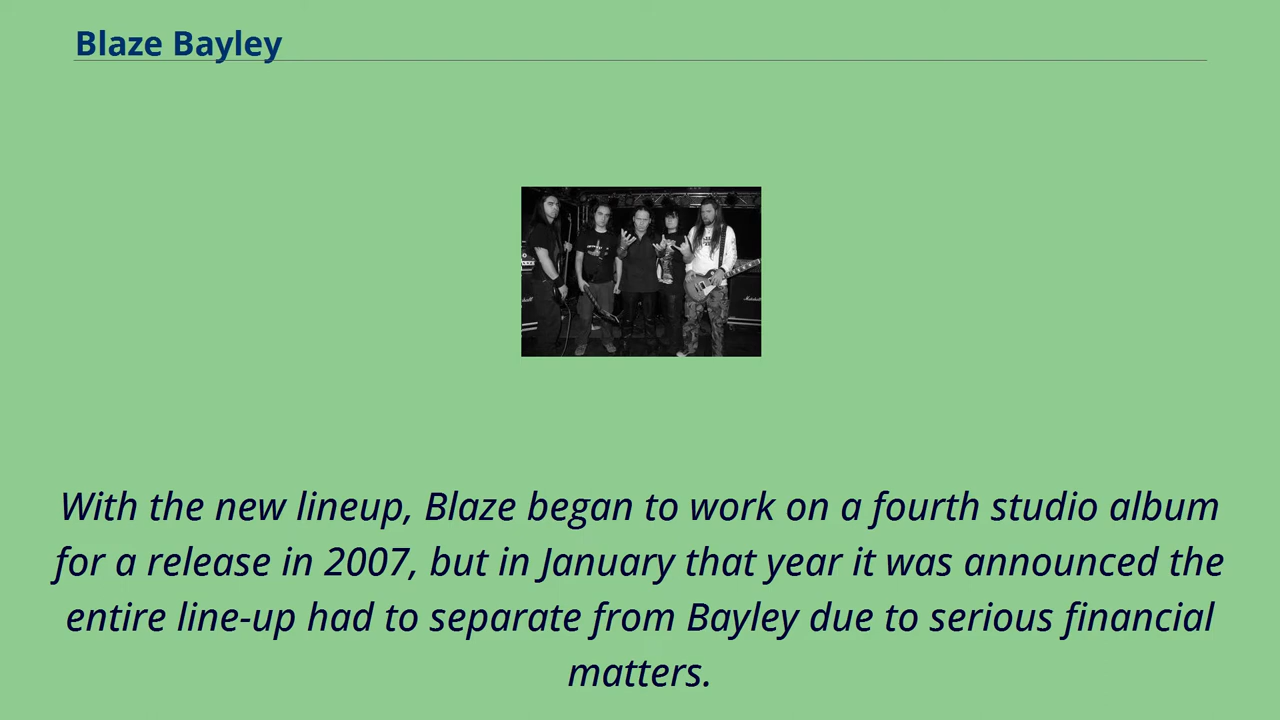 Blaze Bayley
With the new lineup, Blaze began to work on a fourth studio album
for a release in 2007, but in January that year it was announced the
entire line-up had to separate from Bayley due to serious financial
matters.